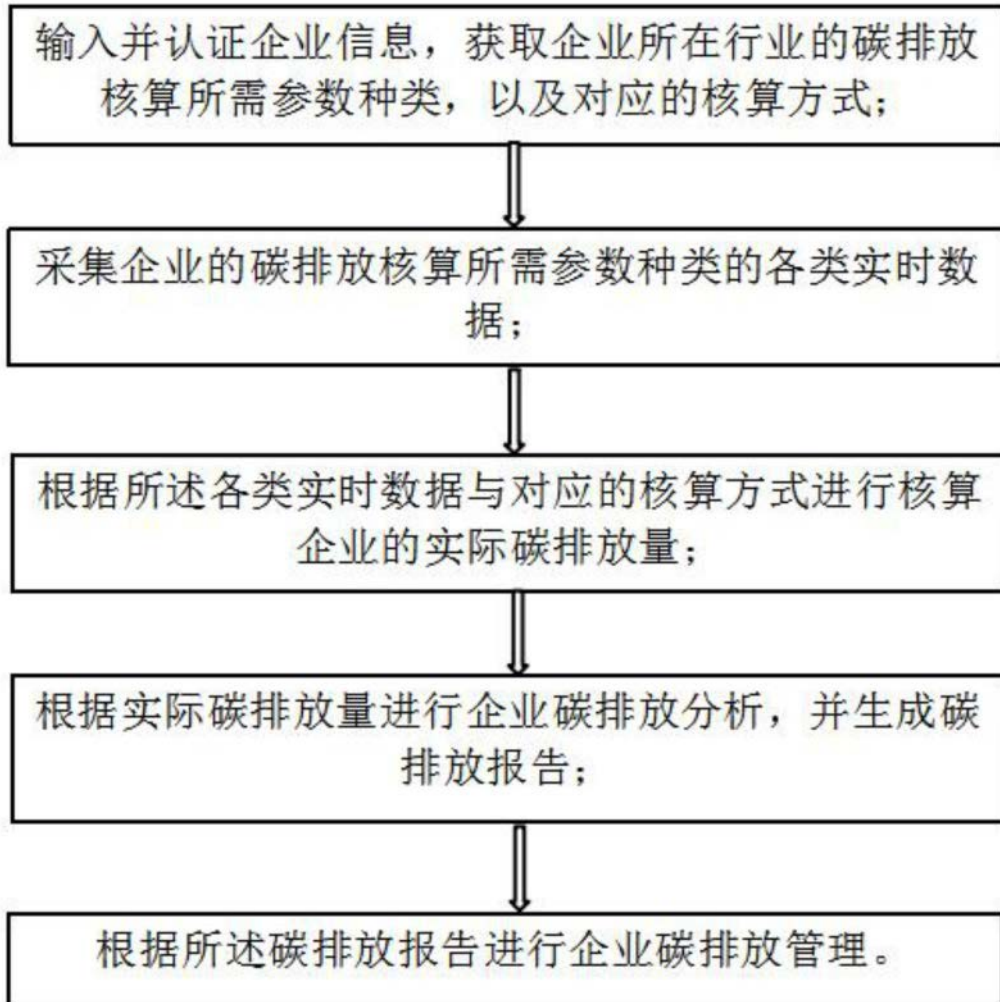 输入并认证企业信息，获取企业所在行业的碳排放
核算所需参数种类，以及对应的核算方式；
采集企业的碳排放核算所需参数种类的各类实时数
据；
根据所述各类实时数据与对应的核算方式进行核算
企业的实际碳排放量；
根据实际碳排放量进行企业碳排放分析，并生成碳
排放报告；
根据所述碳排放报告进行企业碳排放管理。